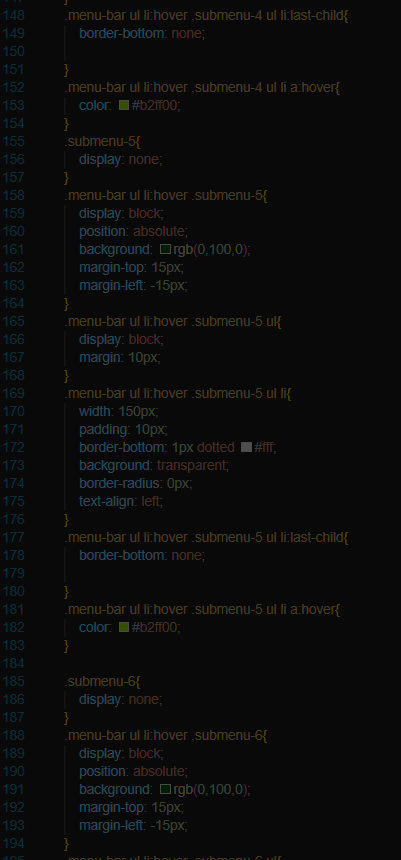 148 .menu-bar ul li:hover .submenu-4 ul li:last-child{
149 border-bottom: none;
150
151 }
152 .menu-bar ul li:hover .submenu-4 ul li a:hover{
153 color: #b2ff00;
154 }
155 .submenu-5{
156 display: none;
157 }
158 .menu-bar ul li:hover .submenu-5{
159 display: block;
160 position: absolute;
161 background: rgb(0,100,0);
162 margin-top: 15px;
163 margin-left: -15px;
164 }
165 .menu-bar ul li:hover .submenu-5 ul{
166 display: block;
167 margin: 10px;
168 }
169 .menu-bar ul li:hover .submenu-5 ul li{
170 width: 150px;
171 padding: 10px;
172 border-bottom: 1px dotted #fff;
173 background: transparent;
174 border-radius: 0px;
175 text-align: left;
176 }
177 .menu-bar ul li:hover .submenu-5 ul li:last-child{
178 border-bottom: none;
179
180 }
181 .menu-bar ul li:hover .submenu-5 ul li a:hover{
182 color: #b2ff00;
183 }
184
185 .submenu-6{
186 display: none;
187 }
188 .menu-bar ul li:hover .submenu-6{
189 display: block;
190 position: absolute;
191 background: rgb(0,100,0);
192 margin-top: 15px;
193 margin-left: -15px;
194 }